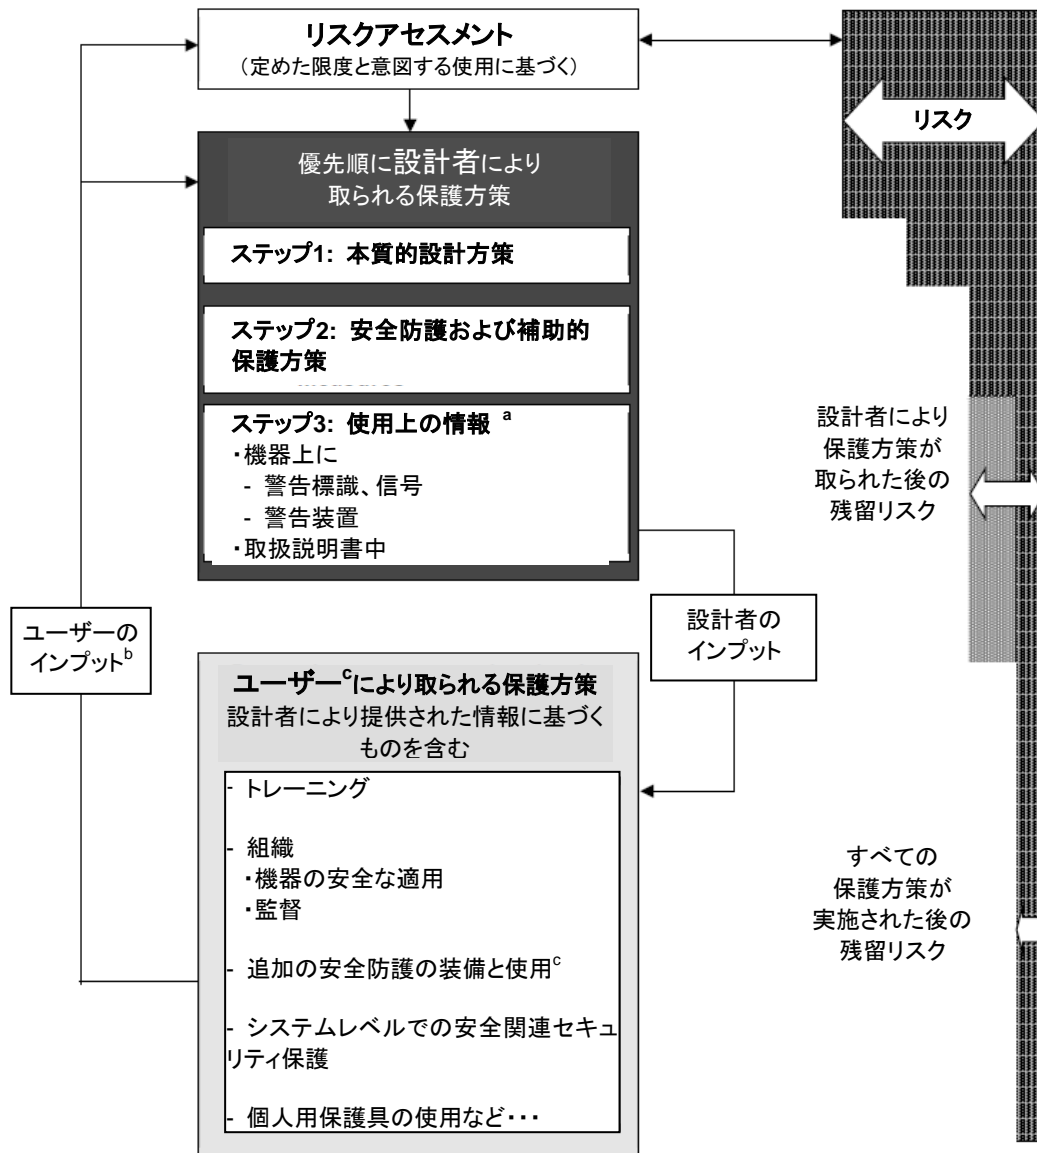 リスクアセスメント
（定めた限度と意図する使用に基づく）
リスク
優先順に設計者により
取られる保護方策
ステップ1: 本質的設計方策
ステップ2: 安全防護および補助的
保護方策
ステップ3: 使用上の情報 a
・機器上に
- 警告標識、信号
- 警告装置
・取扱説明書中
設計者により
保護方策が
取られた後の
残留リスク
ユーザーの
インプットb
設計者の
インプット
ユーザーcにより取られる保護方策
設計者により提供された情報に基づく
ものを含む
- トレーニング
- 組織
・機器の安全な適用
・監督
- 追加の安全防護の装備と使用c
- システムレベルでの安全関連セキュ
リティ保護
- 個人用保護具の使用など・・・
すべての
保護方策が
実施された後の
残留リスク